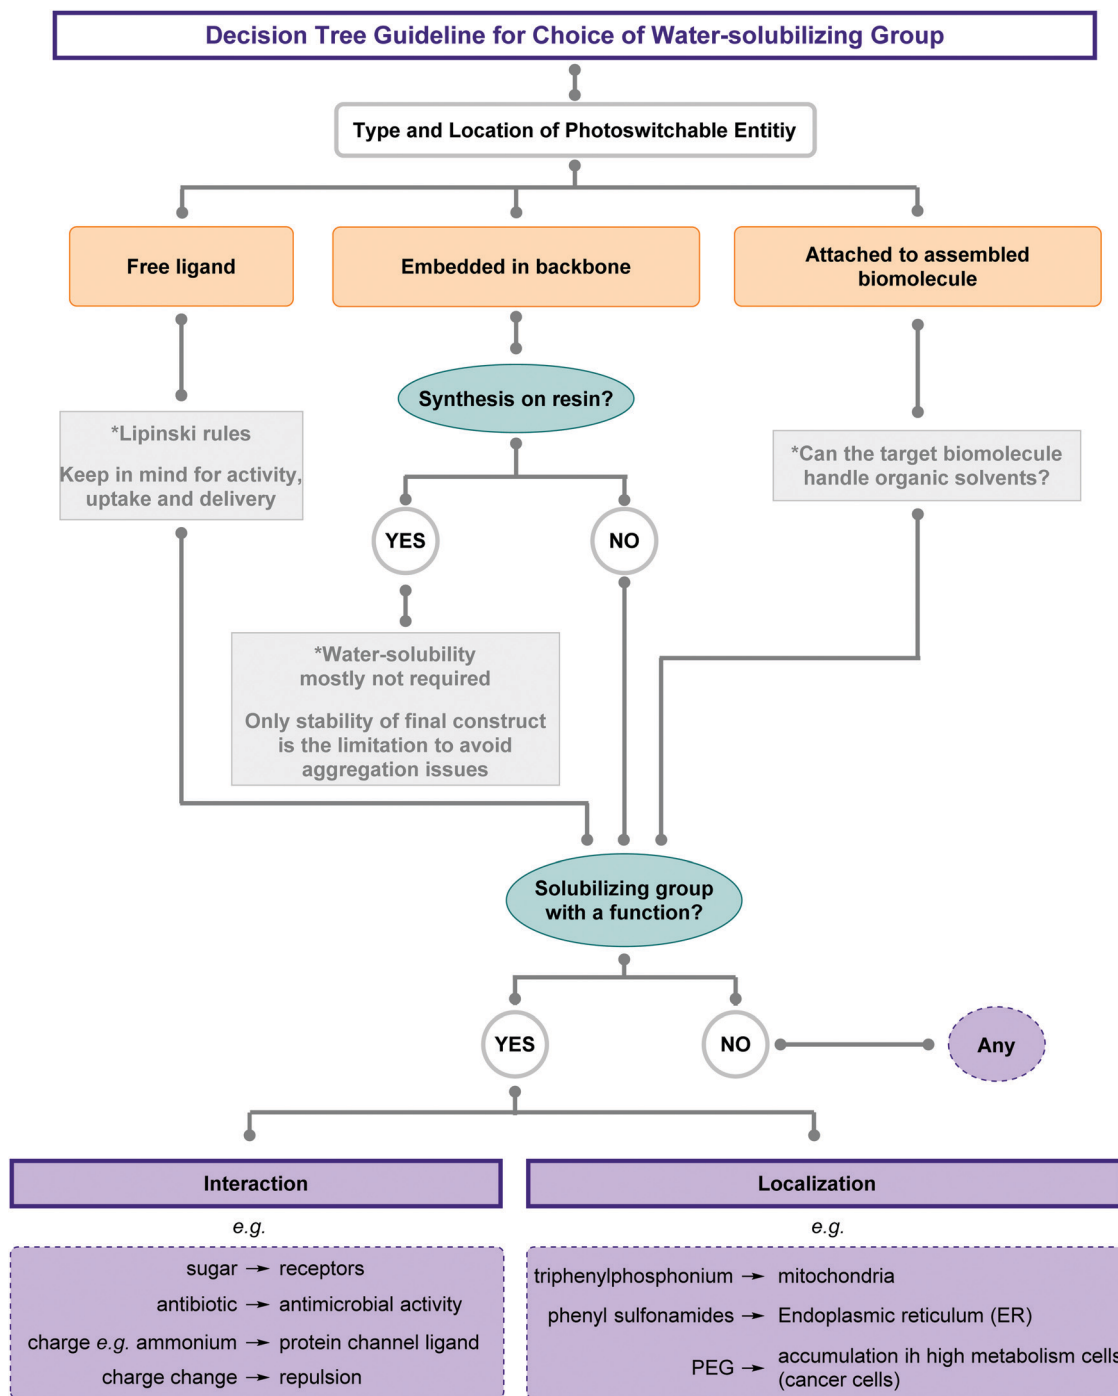 Decision Tree Guideline for Choice of Water-solubilizing Group
Type and Location of Photoswitchable Entitiy
Free ligand
Embedded in backbone
Attached to assembled
biomolecule
Synthesis on resin?
*Lipinski rules
Keep in mind for activity,
uptake and delivery
*Can the target biomolecule
handle organic solvents?
YES
NO
*Water-solubility
mostly not required
Only stability of final construct
is the limitation to avoid
aggregation issues
Solubilizing group
with a function?
YES
NO
Any
Interaction
e.g.
sugar → receptors
antibiotic → antimicrobial activity
charge e.g. ammonium → protein channel ligand
charge change → repulsion
Localization
e.g.
triphenylphosphonium → mitochondria
phenyl sulfonamides → Endoplasmic reticulum (ER)
PEG → accumulation ih high metabolism cells
(cancer cells)